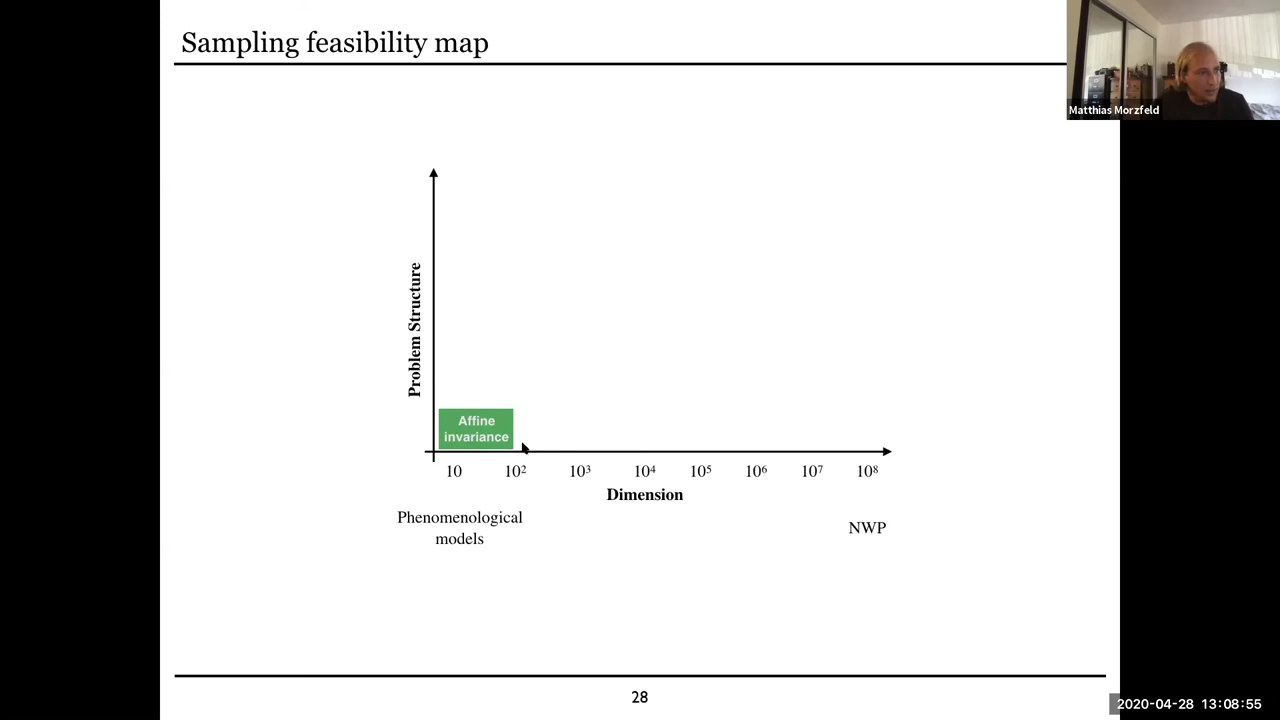 Sampling feasibility map
Matthias Morzfeld
Problem Structure
Affine
invariance
10 10² 10³ 10⁴ 10⁵ 10⁶ 10⁷ 10⁸
Dimension
Phenomenological
models
NWP
28
2020-04-28 13:08:55